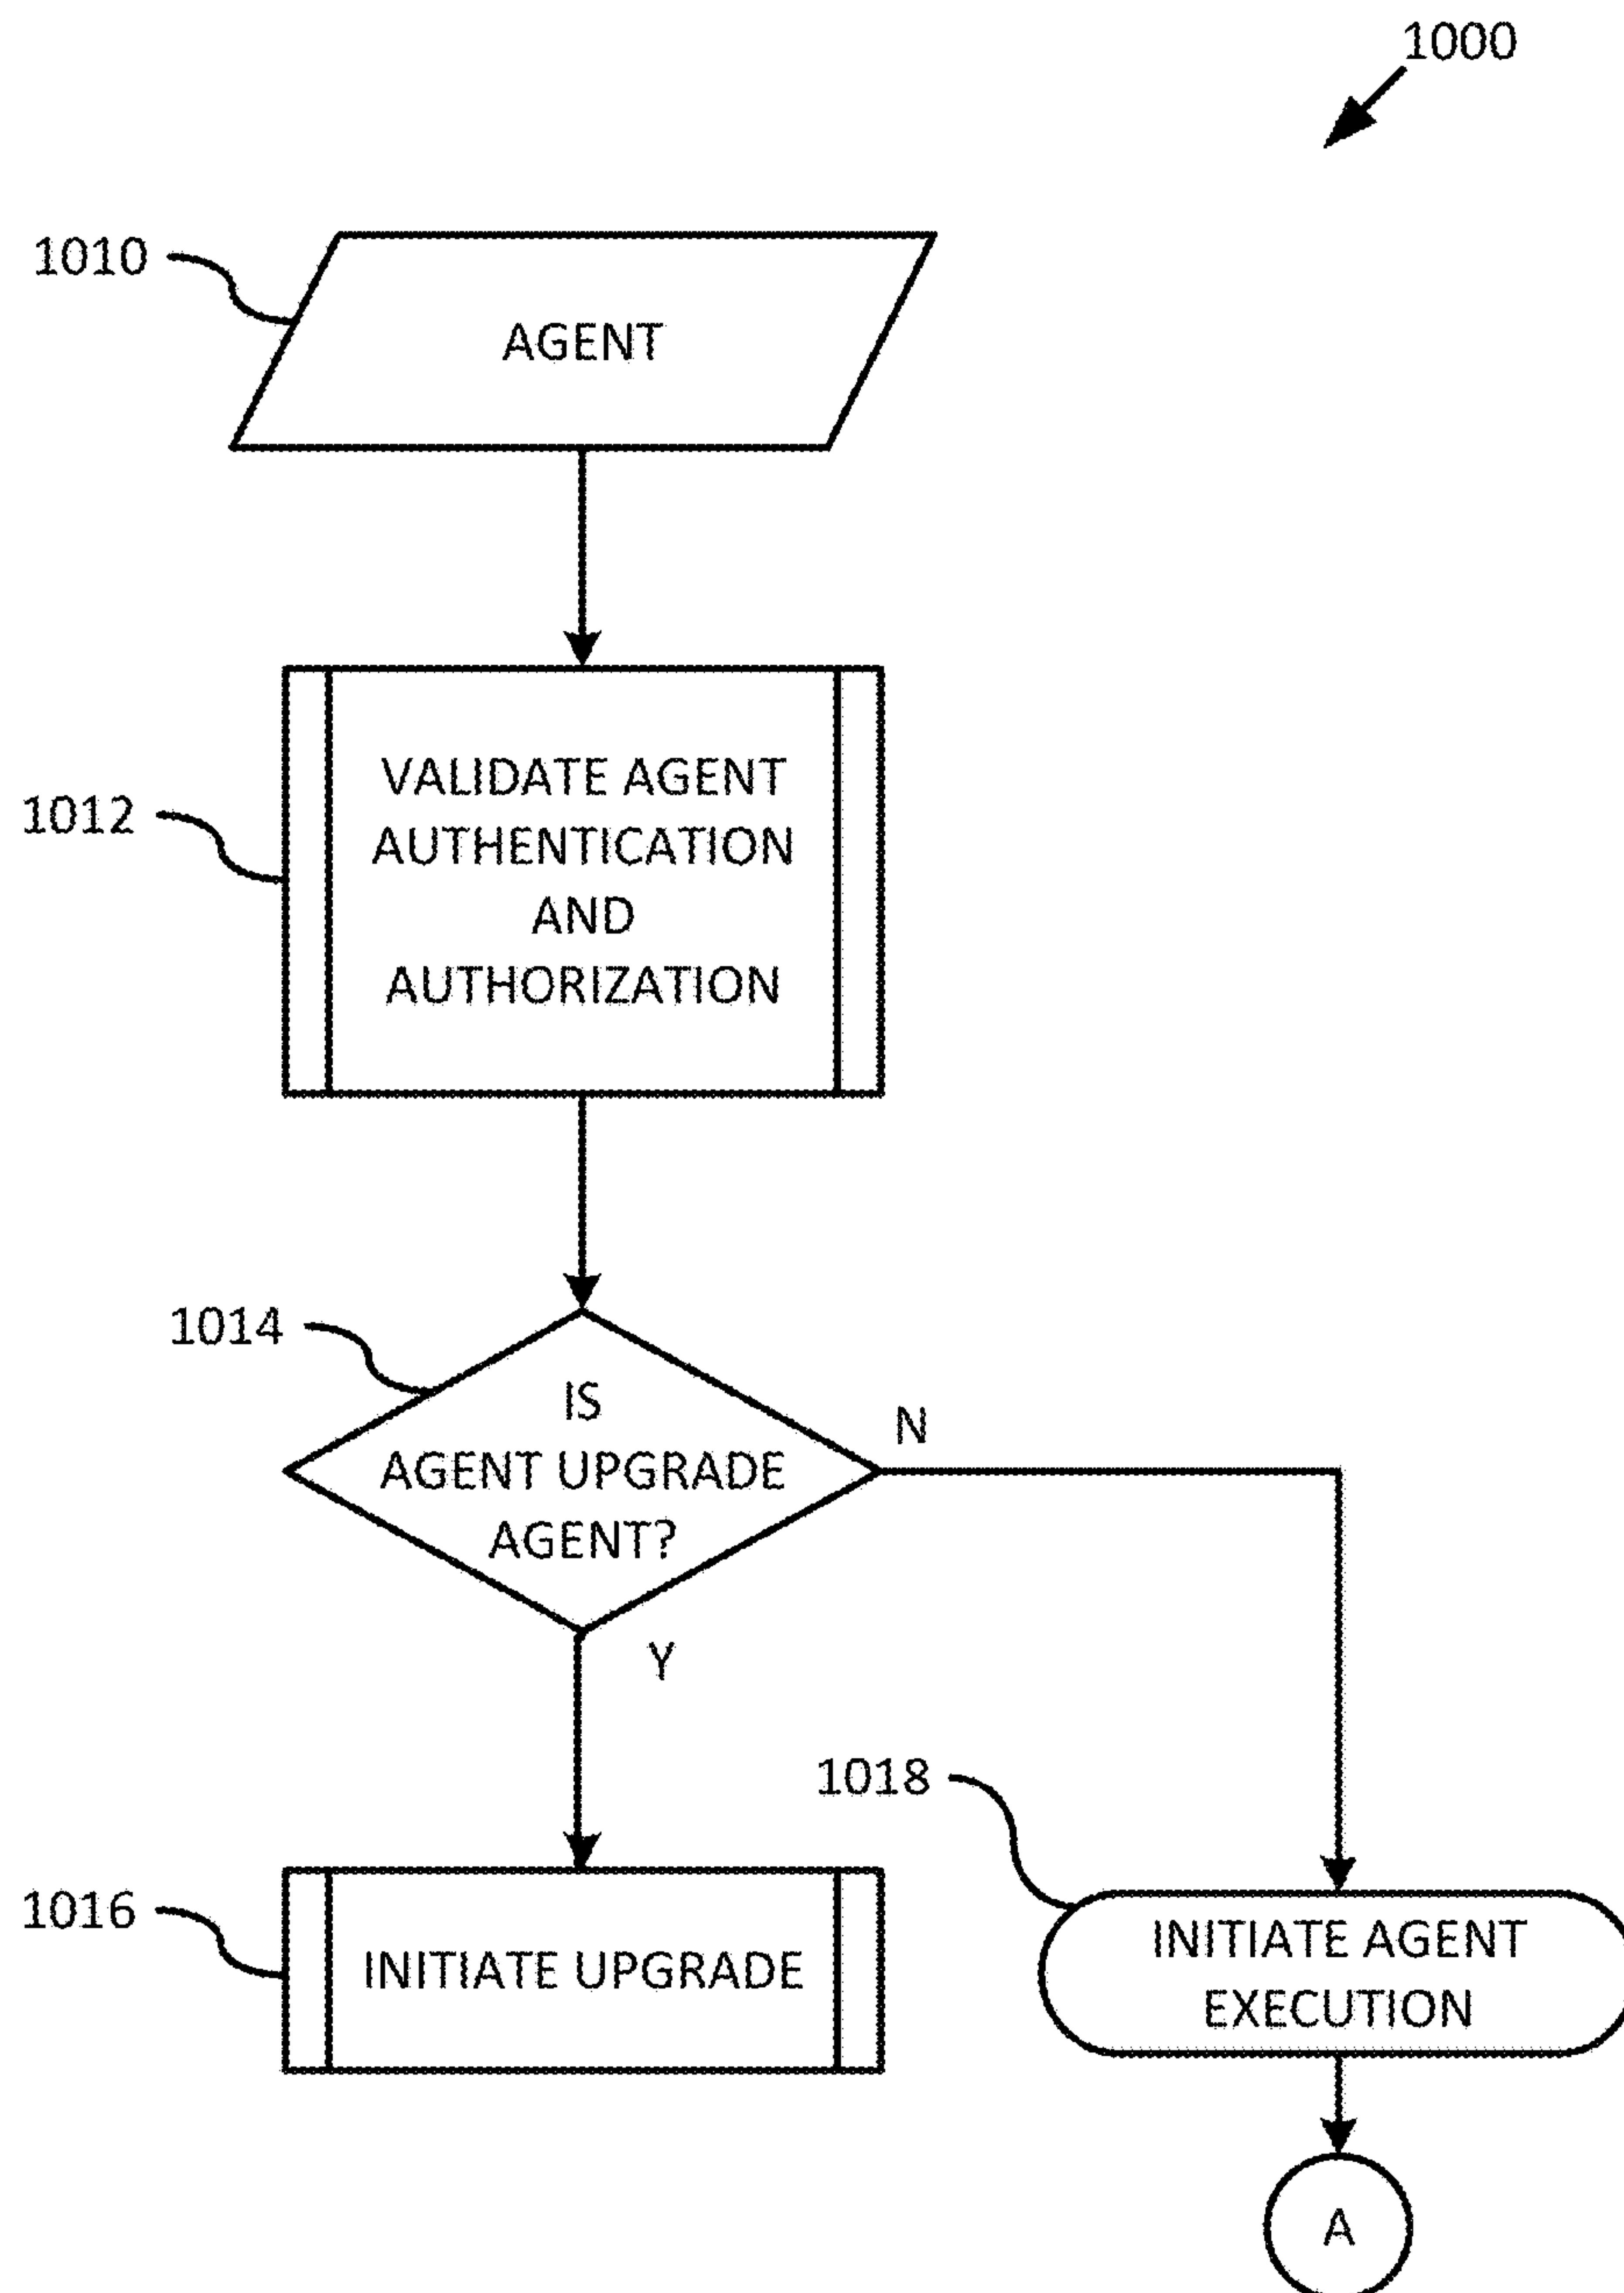 1000
1010
AGENT
1012
VALIDATE AGENT
AUTHENTICATION
AND
AUTHORIZATION
1014
IS
AGENT UPGRADE
AGENT?
N
Y
1018
1016
INITIATE UPGRADE
INITIATE AGENT
EXECUTION
A